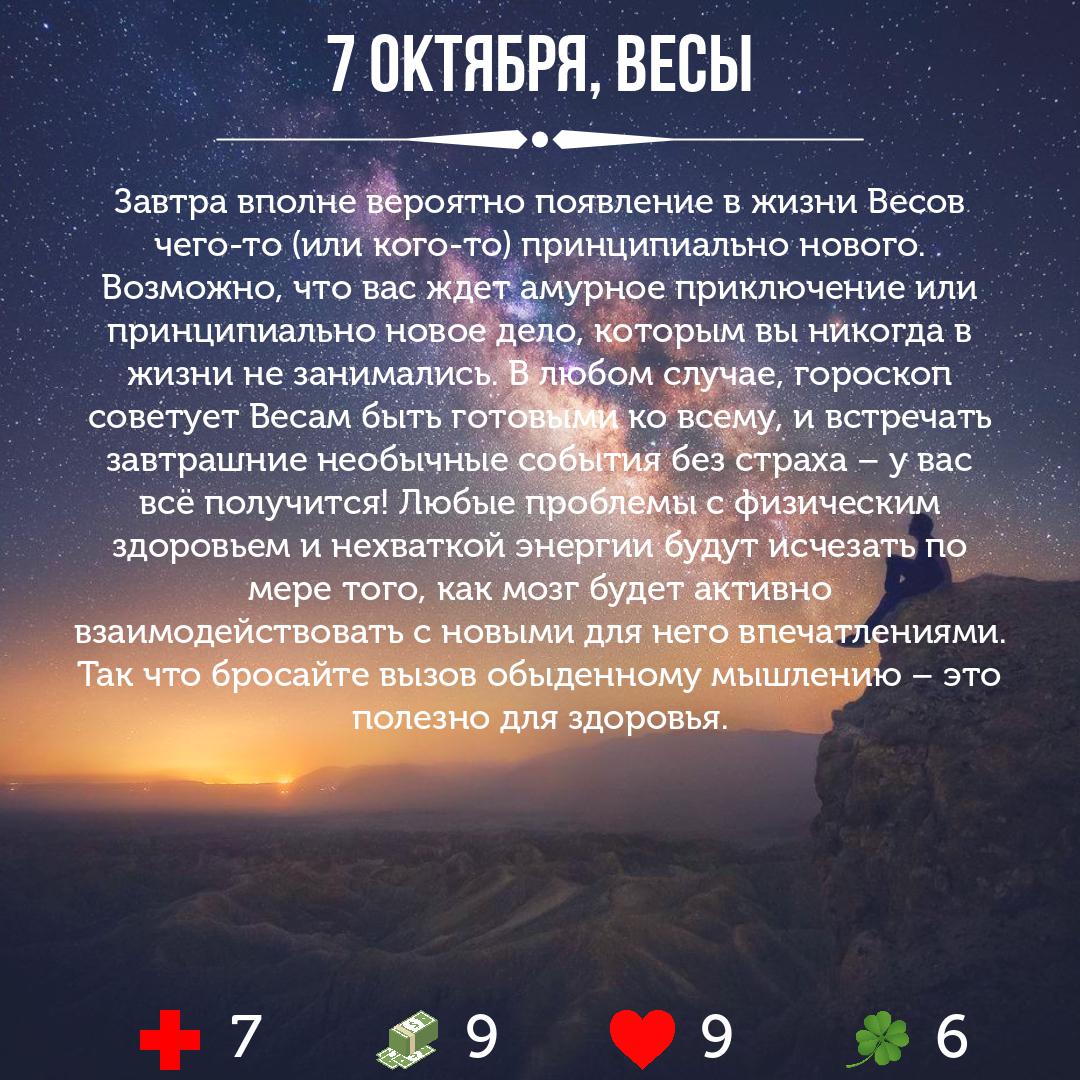 7 ОКТЯБРЯ, ВЕСЫ
Завтра вполне вероятно появление в жизни Весов
чего-то (или кого-то) принципиально нового.
Возможно, что вас ждет амурное приключение или
принципиально новое дело, которым вы никогда в
жизни не занимались. В любом случае, гороскоп
советует Весам быть готовыми ко всему, и встречать
завтрашние необычные события без страха – у вас
всё получится! Любые проблемы с физическим
здоровьем и нехваткой энергии будут исчезать по
мере того, как мозг будет активно
взаимодействовать с новыми для него впечатлениями.
Так что бросайте вызов обыденному мышлению – это
полезно для здоровья.
7 9 9 6